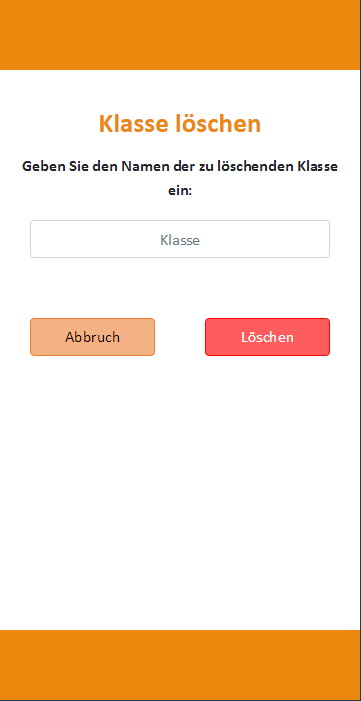 Klasse löschen
Geben Sie den Namen der zu löschenden Klasse
ein:
Klasse
Abbruch
Löschen